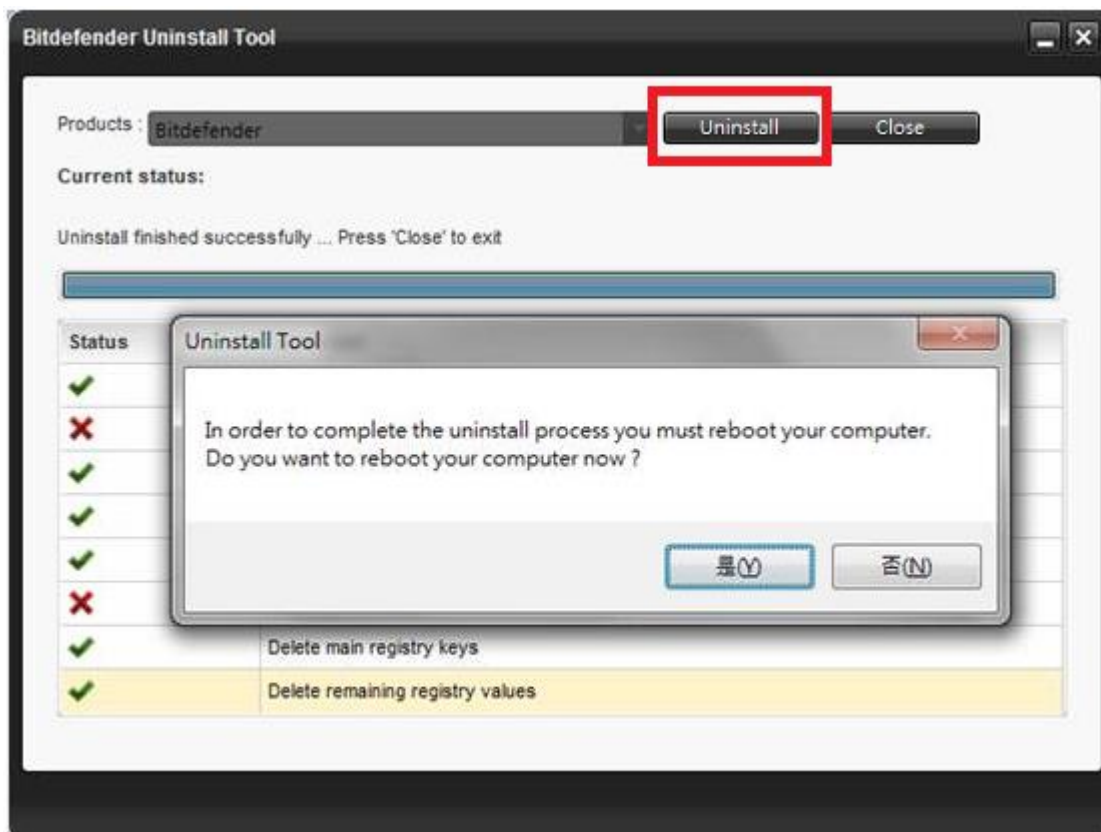 Bitdefender Uninstall Tool
Products : Bitdefender Uninstall Close
Current status:
Uninstall finished successfully ... Press 'Close' to exit
Status
Uninstall Tool
In order to complete the uninstall process you must reboot your computer.
Do you want to reboot your computer now ?
是(Y) 否(N)
Delete main registry keys
Delete remaining registry values